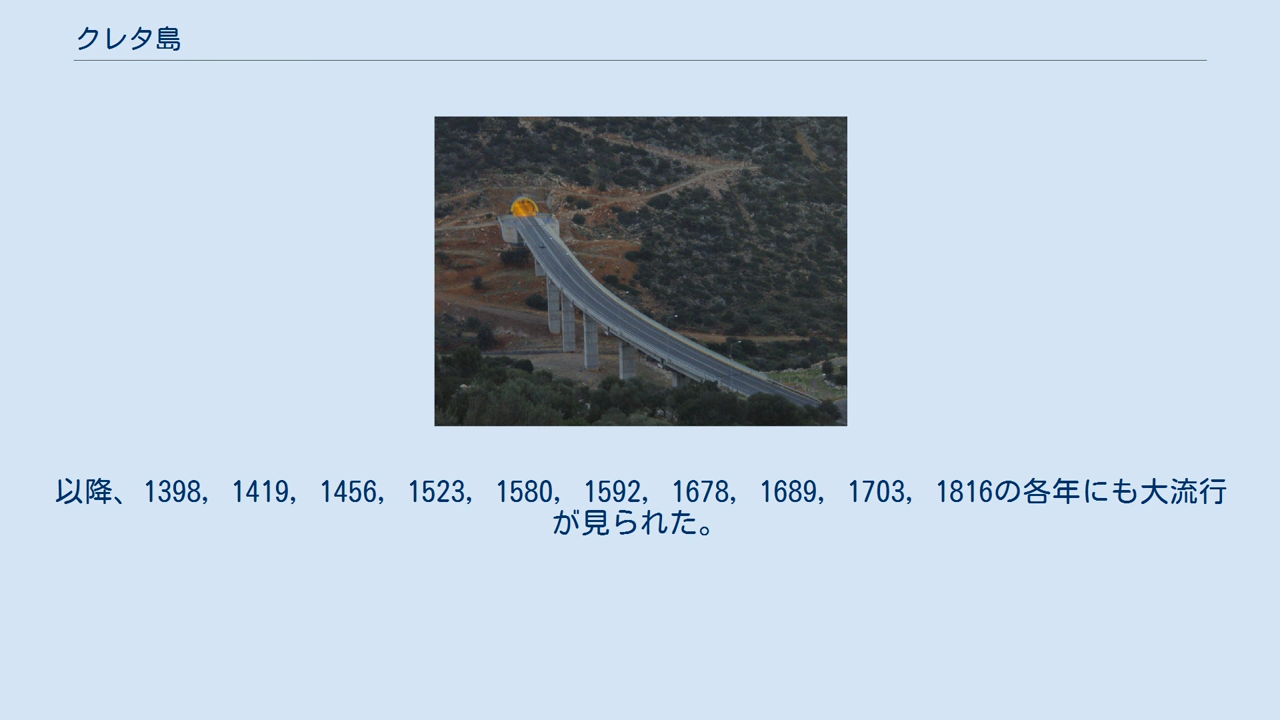 クレタ島
以降、1398, 1419, 1456, 1523, 1580, 1592, 1678, 1689, 1703, 1816の各年にも大流行
が見られた。